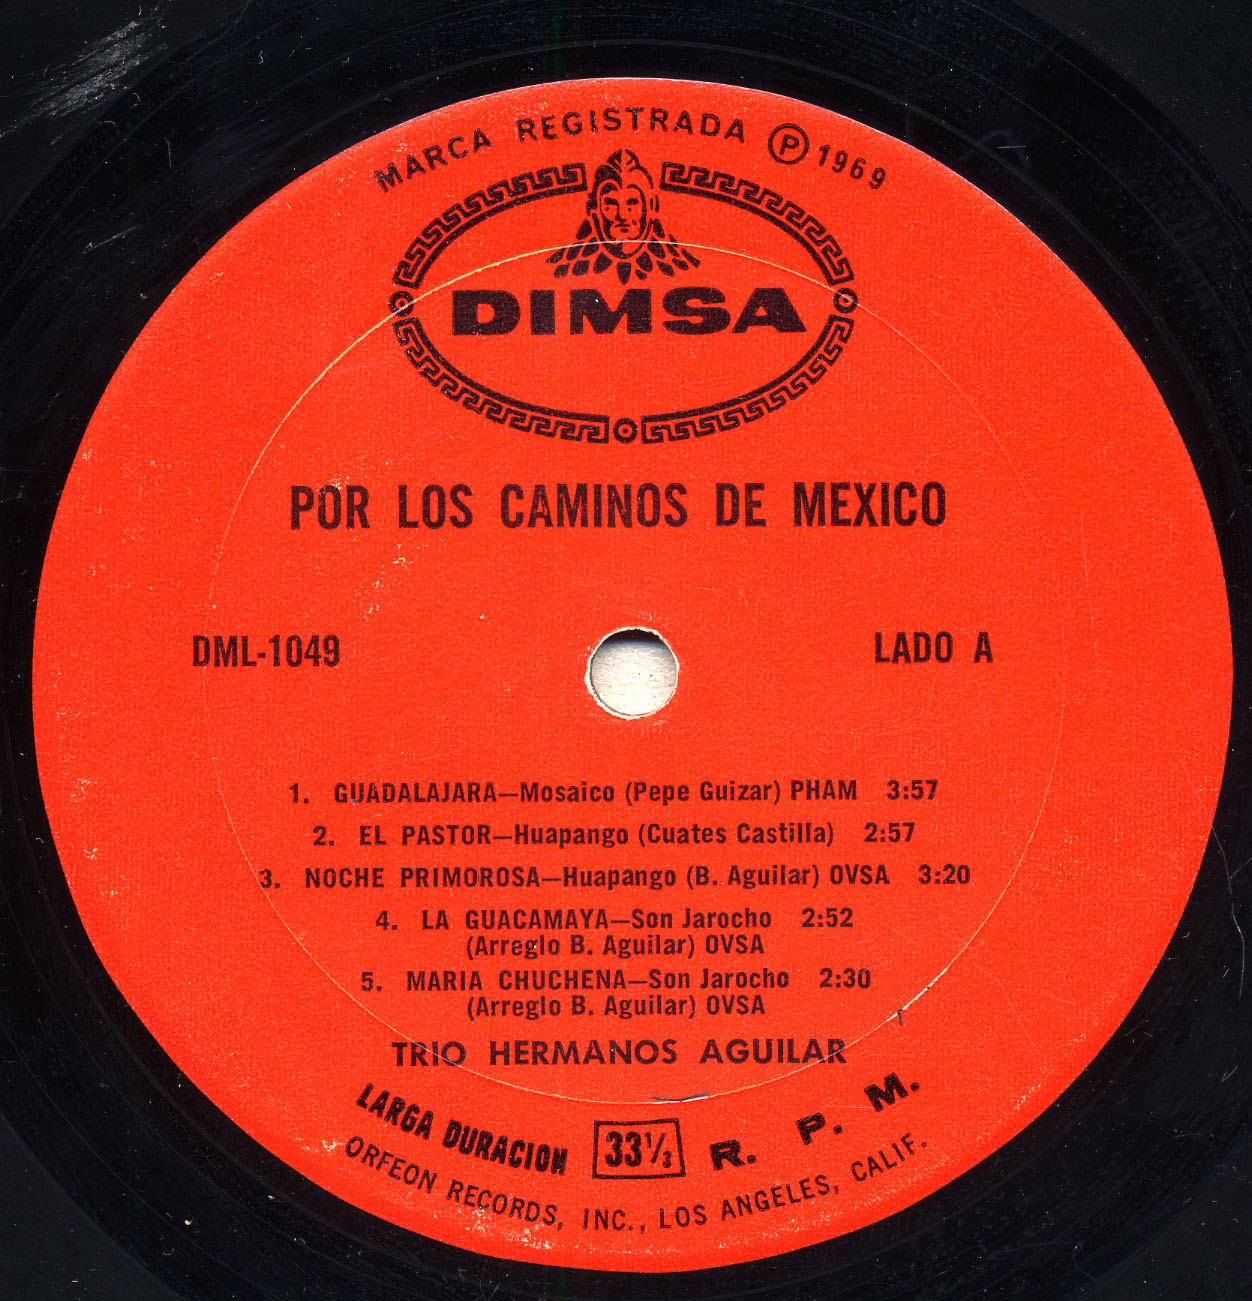 MARCA REGISTRADA Ⓟ 1969
DIMSA
POR LOS CAMINOS DE MEXICO
DML-1049
LADO A
1. GUADALAJARA—Mosaico (Pepe Guizar) PHAM 3:57
2. EL PASTOR—Huapango (Cuates Castilla) 2:57
3. NOCHE PRIMOROSA—Huapango (B. Aguilar) OVSA 3:20
4. LA GUACAMAYA—Son Jarocho 2:52
(Arreglo B. Aguilar) OVSA
5. MARIA CHUCHENA—Son Jarocho 2:30
(Arreglo B. Aguilar) OVSA
TRIO HERMANOS AGUILAR
LARGA DURACION 33⅓ R. P. M.
ORFEON RECORDS, INC., LOS ANGELES, CALIF.